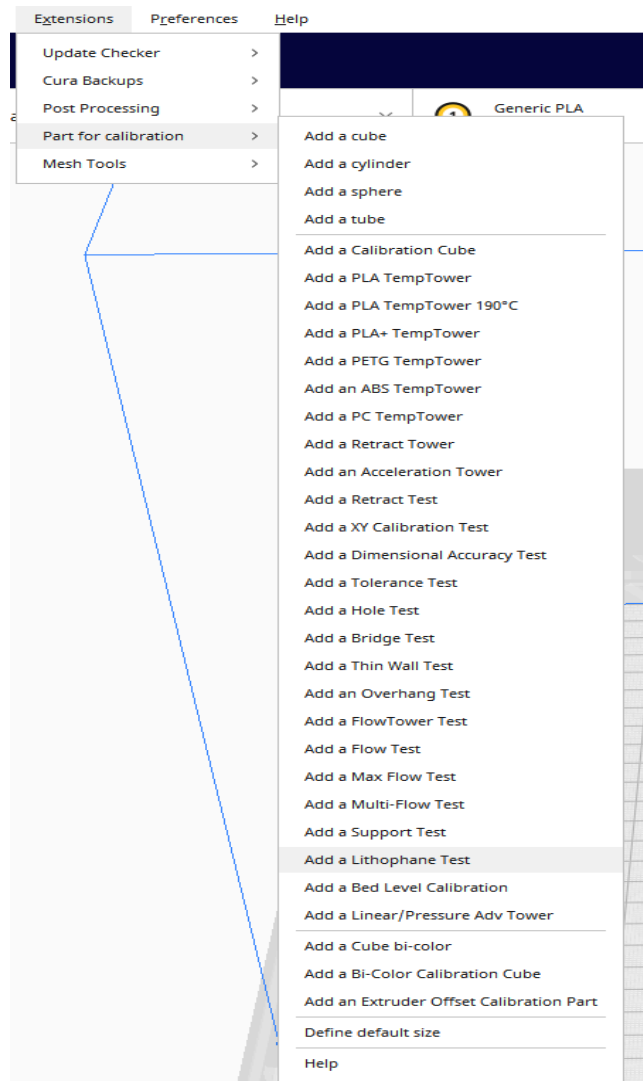 Extensions Preferences Help
Update Checker >
Cura Backups >
Post Processing >
Generic PLA
Part for calibration >
Mesh Tools >
Add a cube
Add a cylinder
Add a sphere
Add a tube
Add a Calibration Cube
Add a PLA TempTower
Add a PLA TempTower 190°C
Add a PLA+ TempTower
Add a PETG TempTower
Add an ABS TempTower
Add a PC TempTower
Add a Retract Tower
Add an Acceleration Tower
Add a Retract Test
Add a XY Calibration Test
Add a Dimensional Accuracy Test
Add a Tolerance Test
Add a Hole Test
Add a Bridge Test
Add a Thin Wall Test
Add an Overhang Test
Add a FlowTower Test
Add a Flow Test
Add a Max Flow Test
Add a Multi-Flow Test
Add a Support Test
Add a Lithophane Test
Add a Bed Level Calibration
Add a Linear/Pressure Adv Tower
Add a Cube bi-color
Add a Bi-Color Calibration Cube
Add an Extruder Offset Calibration Part
Define default size
Help